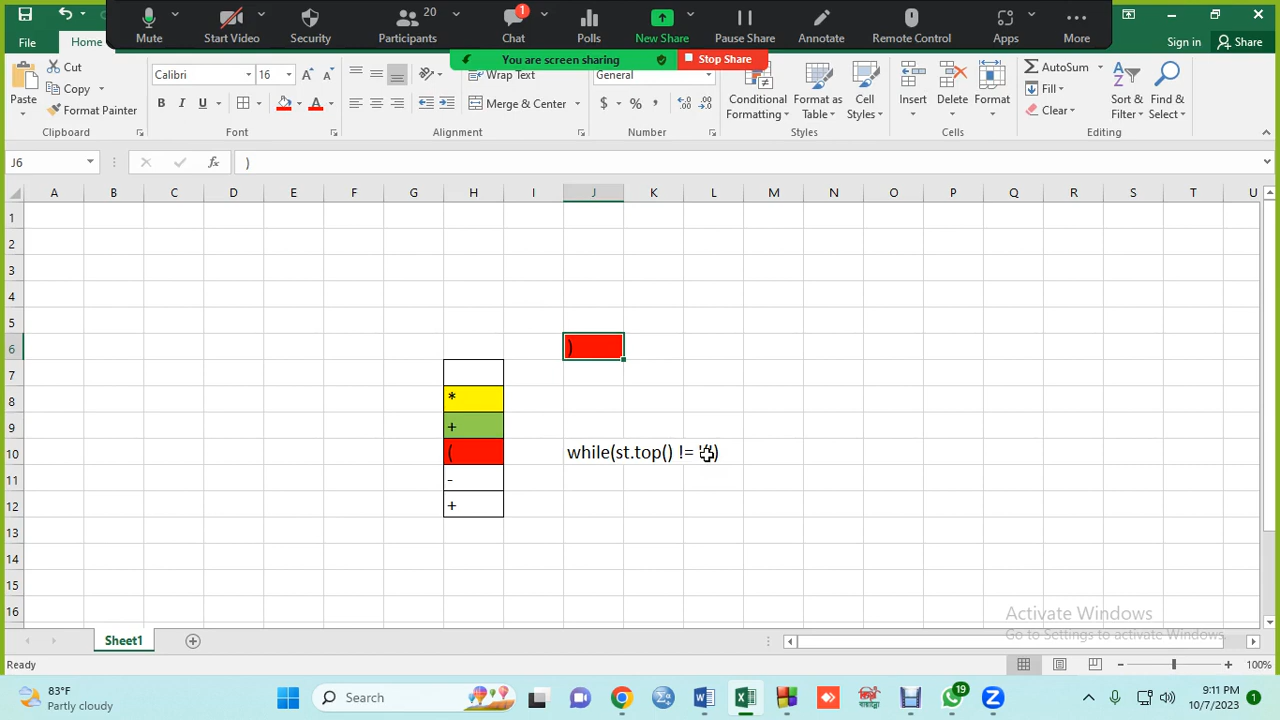 Mute
Start Video
Security
20
Participants
1
Chat
Polls
New Share
Pause Share
Annotate
Remote Control
Apps
More
File
Home
You are screen sharing
Stop Share
Sign in
Share
Paste
Cut
Copy
Format Painter
Clipboard
Calibri
16
B I U
Font
Wrap Text
Merge & Center
Alignment
General
$ % ,
Number
Conditional
Formatting
Format as
Table
Cell
Styles
Styles
Insert
Delete
Format
Cells
AutoSum
Fill
Clear
Sort &
Filter
Find &
Select
Editing
J6
fx
)
A B C D E F G H I J K L M N O P Q R S T U
1
2
3
4
5
6 )
7
8 *
9 +
10 ( while(st.top() !=
11 -
12 +
13
14
15
16
Activate Windows
Go to Settings to activate Windows.
Sheet1
Ready
100%
83°F
Partly cloudy
Search
19
9:11 PM
10/7/2023
1